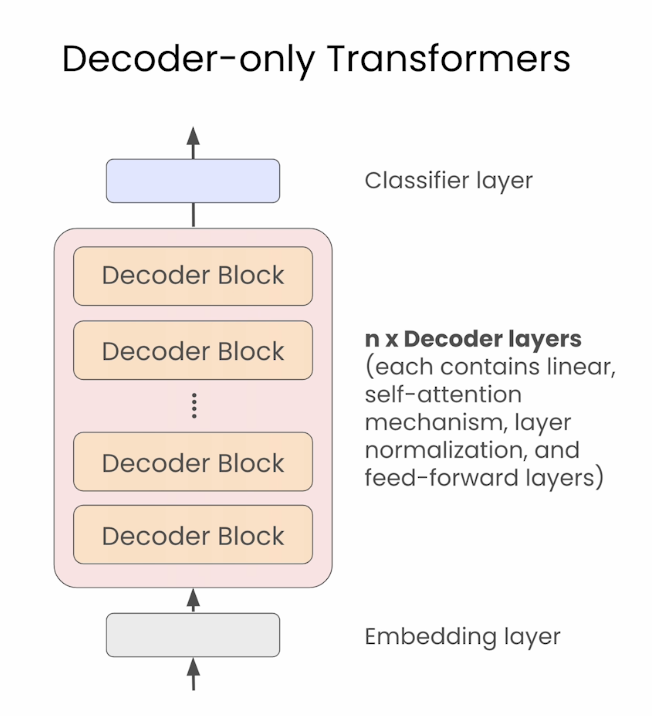 Decoder-only Transformers
Classifier layer
Decoder Block
Decoder Block
Decoder Block
Decoder Block
n x Decoder layers
(each contains linear,
self-attention
mechanism, layer
normalization, and
feed-forward layers)
Embedding layer